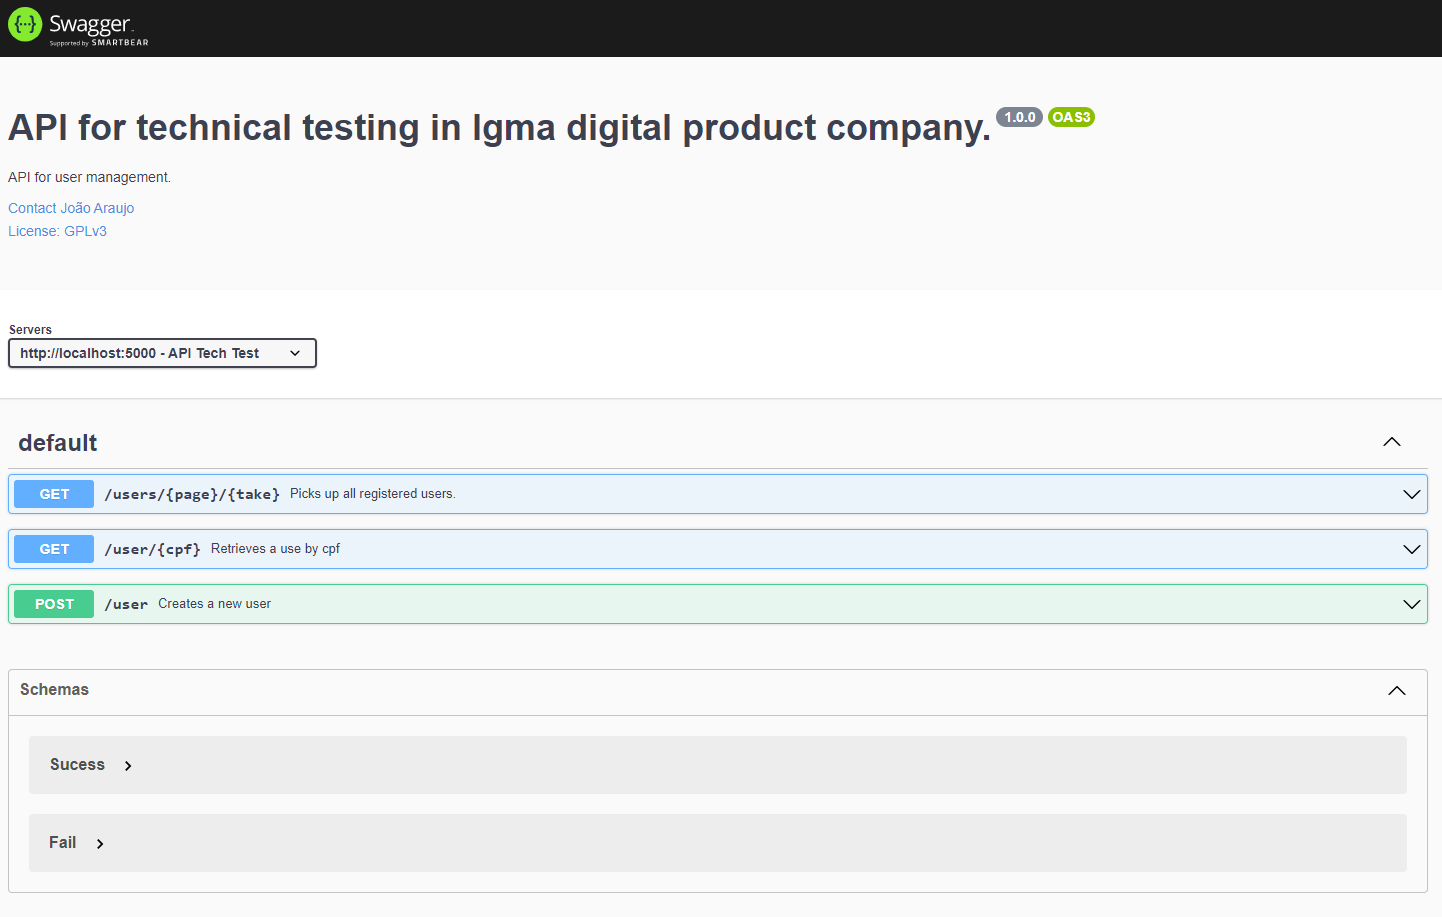 {···} Swagger.
Supported by SMARTBEAR
API for technical testing in Igma digital product company. 1.0.0 OAS3
API for user management.
Contact João Araujo
License: GPLv3
Servers
http://localhost:5000 - API Tech Test
default
GET /users/{page}/{take} Picks up all registered users.
GET /user/{cpf} Retrieves a use by cpf
POST /user Creates a new user
Schemas
Sucess
Fail